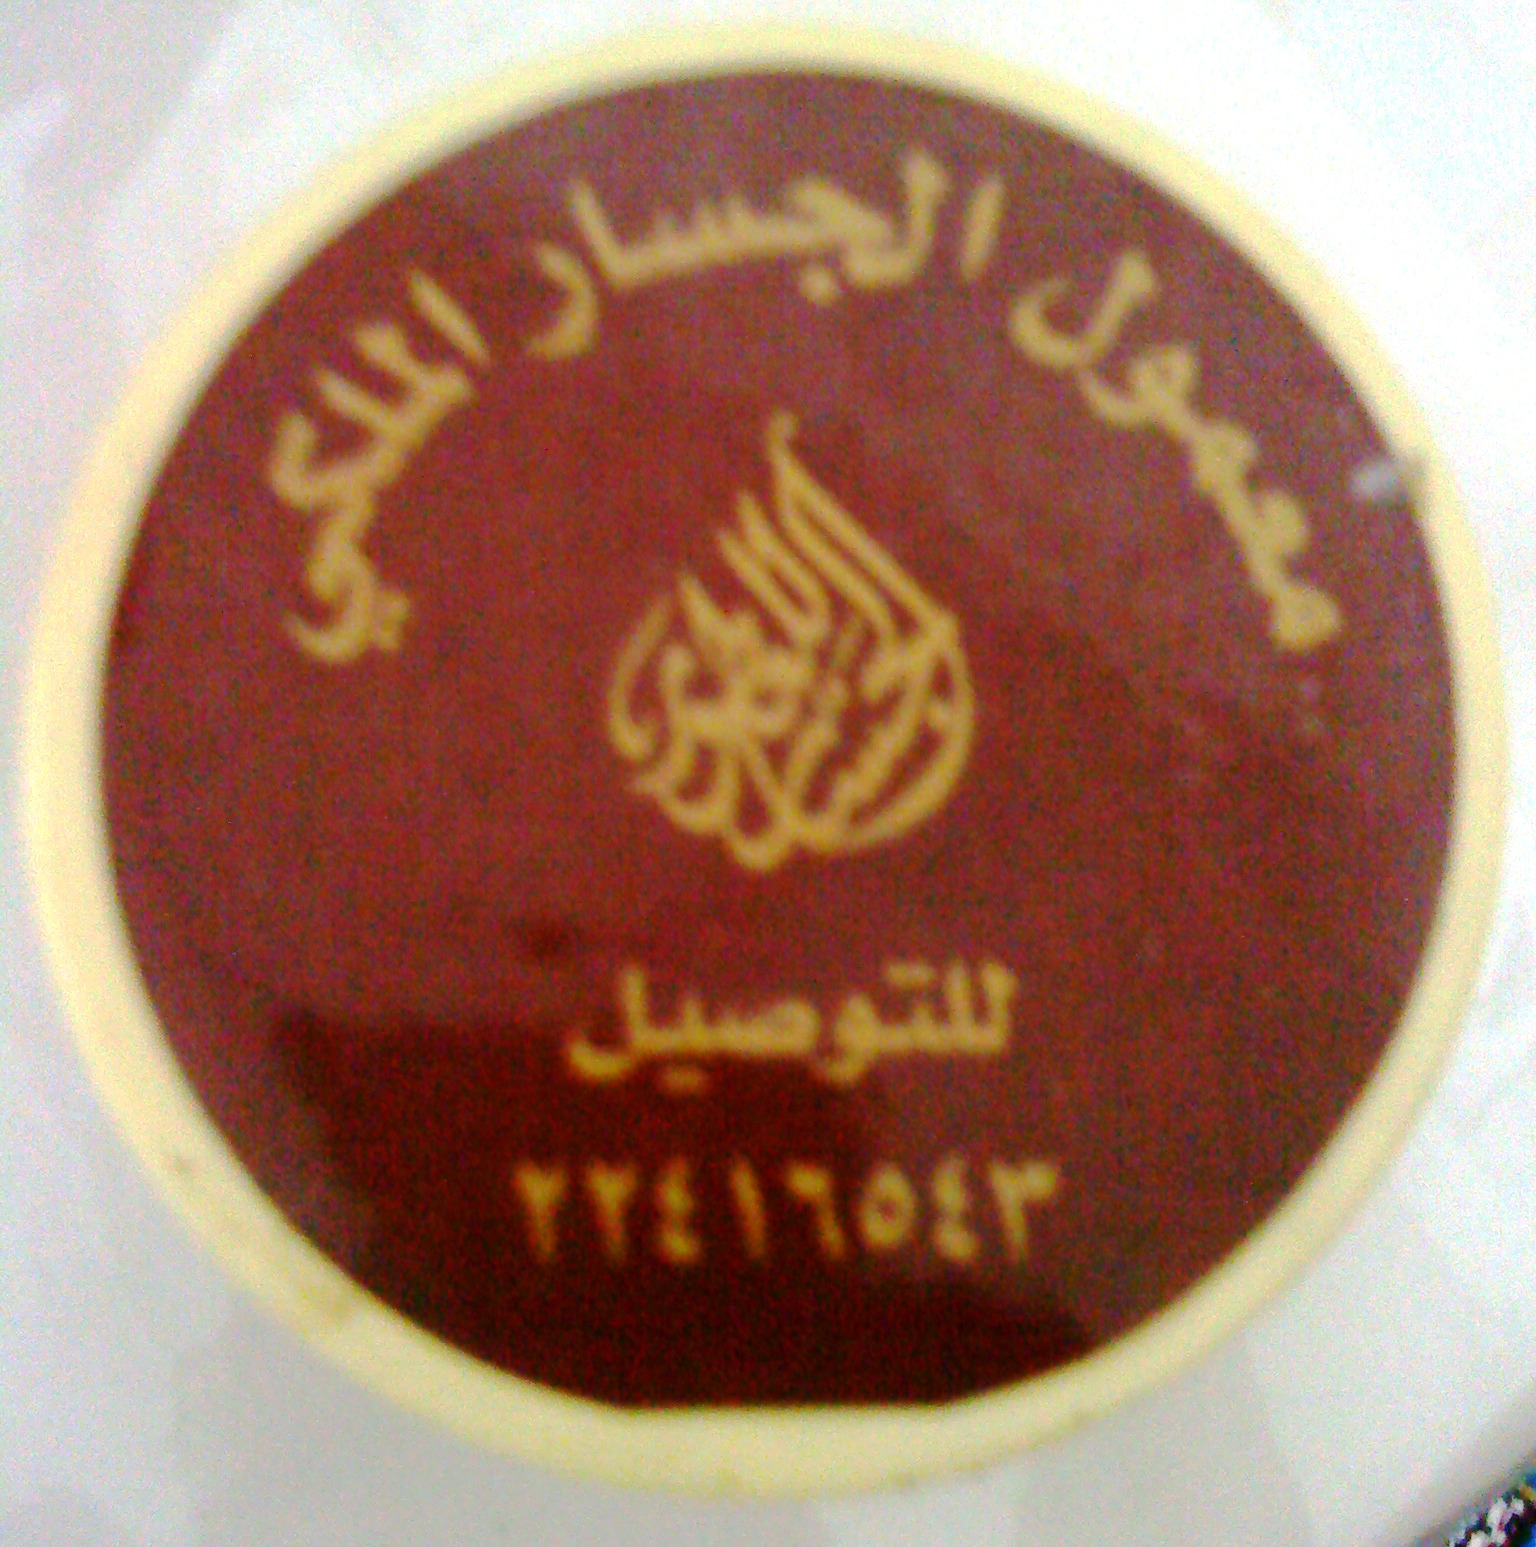 معمول الجسار الملكي
للتوصيل
٢٢٤١٦٥٤٣